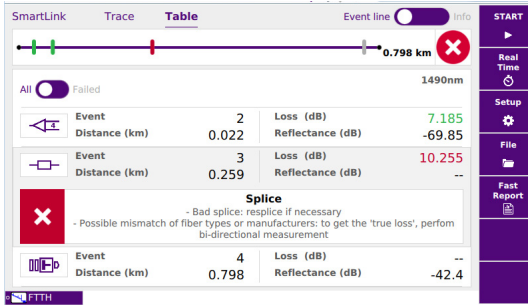 SmartLink Trace Table Event line Info
START
0.798 km
Real
Time
All Failed 1490nm
Setup
4
Event 2 Loss (dB) 7.185
Distance (km) 0.022 Reflectance (dB) -69.85
File
Event 3 Loss (dB) 10.255
Distance (km) 0.259 Reflectance (dB) --
Fast
Report
Splice
- Bad splice: resplice if necessary
- Possible mismatch of fiber types or manufacturers: to get the 'true loss', perfom
bi-directional measurement
Event 4 Loss (dB) --
Distance (km) 0.798 Reflectance (dB) -42.4
FTTH